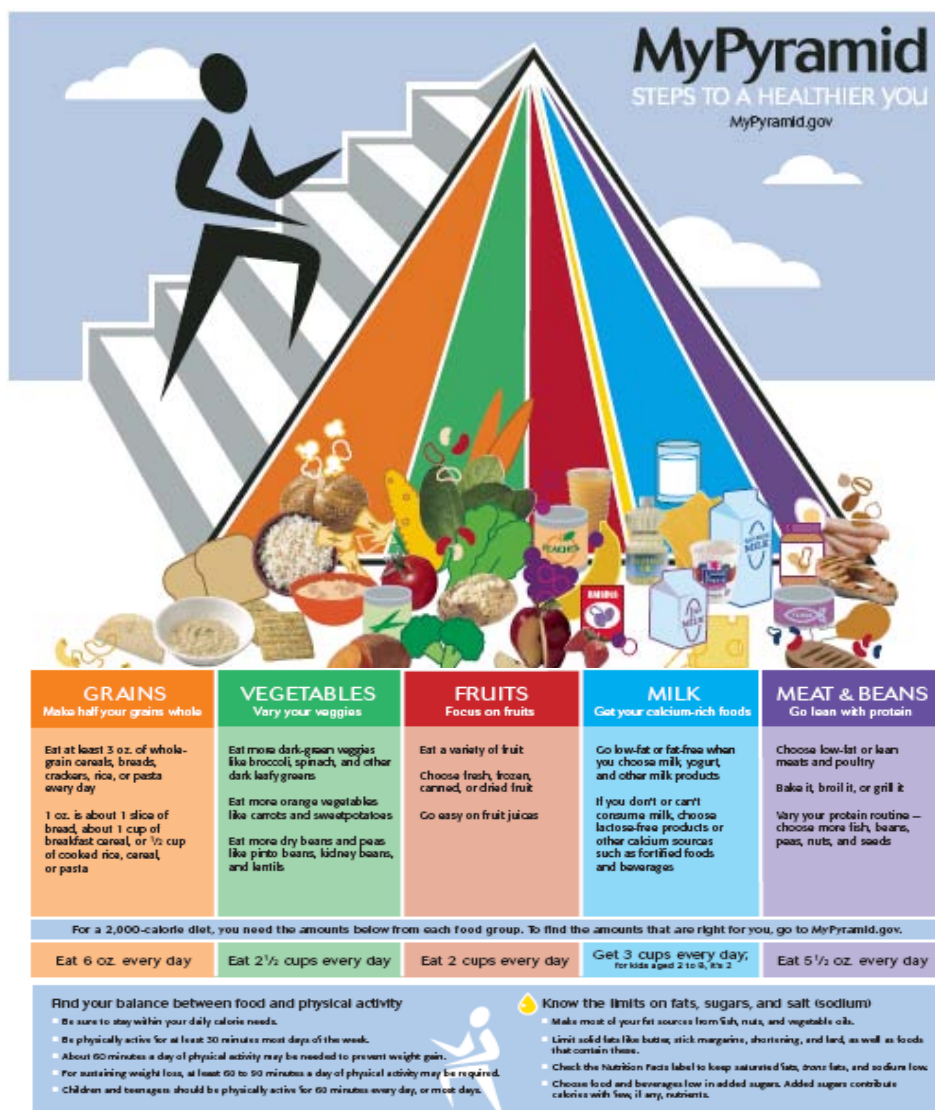 MyPyramid
STEPS TO A HEALTHIER YOU
MyPyramid.gov
PEACHES
RAISINS
MILK
MILK
TUNA
GRAINS
Make half your grains whole
Eat at least 3 oz. of whole-
grain cereals, breads,
crackers, rice, or pasta
every day
1 oz. is about 1 slice of
bread, about 1 cup of
breakfast cereal, or ½ cup
of cooked rice, cereal,
or pasta
VEGETABLES
Vary your veggies
Eat more dark-green veggies
like broccoli, spinach, and other
dark leafy greens
Eat more orange vegetables
like carrots and sweetpotatoes
Eat more dry beans and peas
like pinto beans, kidney beans,
and lentils
FRUITS
Focus on fruits
Eat a variety of fruit
Choose fresh, frozen,
canned, or dried fruit
Go easy on fruit juices
MILK
Get your calcium-rich foods
Go low-fat or fat-free when
you choose milk, yogurt,
and other milk products
If you don't or can't
consume milk, choose
lactose-free products or
other calcium sources
such as fortified foods
and beverages
MEAT & BEANS
Go lean with protein
Choose low-fat or lean
meats and poultry
Bake it, broil it, or grill it
Vary your protein routine –
choose more fish, beans,
peas, nuts, and seeds
For a 2,000-calorie diet, you need the amounts below from each food group. To find the amounts that are right for you, go to MyPyramid.gov.
Eat 6 oz. every day
Eat 2½ cups every day
Eat 2 cups every day
Get 3 cups every day;
for kids aged 2 to 8, it's 2
Eat 5½ oz. every day
Find your balance between food and physical activity
Be sure to stay within your daily calorie needs.
Be physically active for at least 30 minutes most days of the week.
About 60 minutes a day of physical activity may be needed to prevent weight gain.
For sustaining weight loss, at least 60 to 90 minutes a day of physical activity may be required.
Children and teenagers should be physically active for 60 minutes every day, or most days.
Know the limits on fats, sugars, and salt (sodium)
Make most of your fat sources from fish, nuts, and vegetable oils.
Limit solid fats like butter, stick margarine, shortening, and lard, as well as foods
that contain these.
Check the Nutrition Facts label to keep saturated fats, trans fats, and sodium low.
Choose food and beverages low in added sugars. Added sugars contribute
calories with few, if any, nutrients.